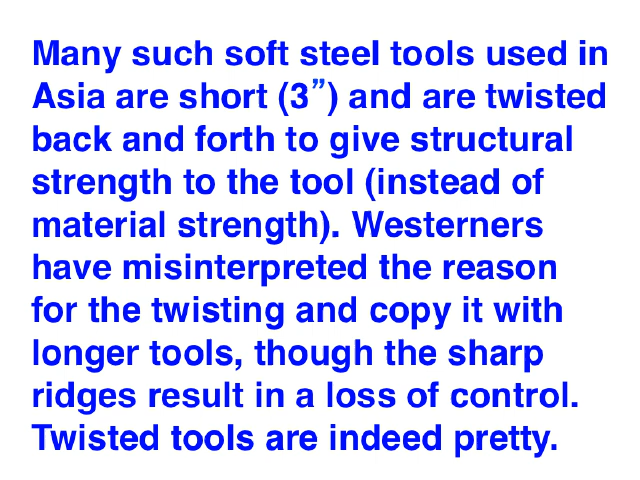 Many such soft steel tools used in
Asia are short (3”) and are twisted
back and forth to give structural
strength to the tool (instead of
material strength). Westerners
have misinterpreted the reason
for the twisting and copy it with
longer tools, though the sharp
ridges result in a loss of control.
Twisted tools are indeed pretty.